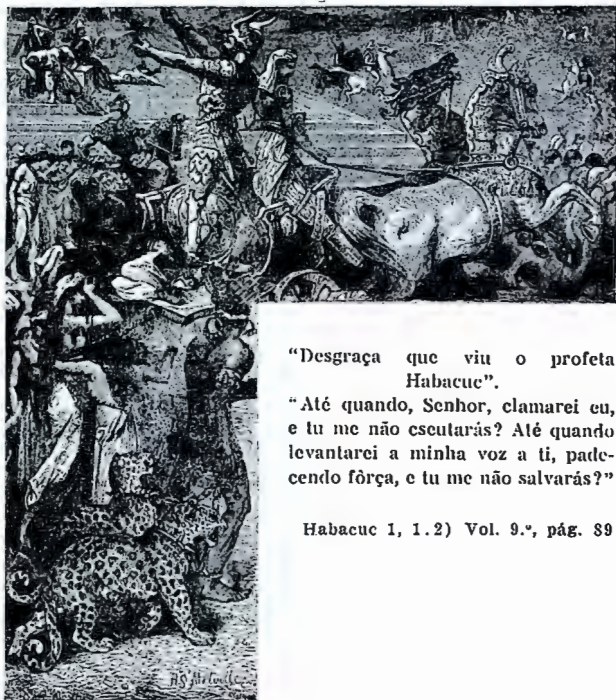 “Desgraça que viu o profeta
Habacuc”.
“Até quando, Senhor, clamarei eu,
e tu me não escutarás? Até quando
levantarei a minha voz a ti, pade-
cendo fôrça, e tu me não salvarás?”
Habacuc 1, 1.2) Vol. 9.º, pág. 89